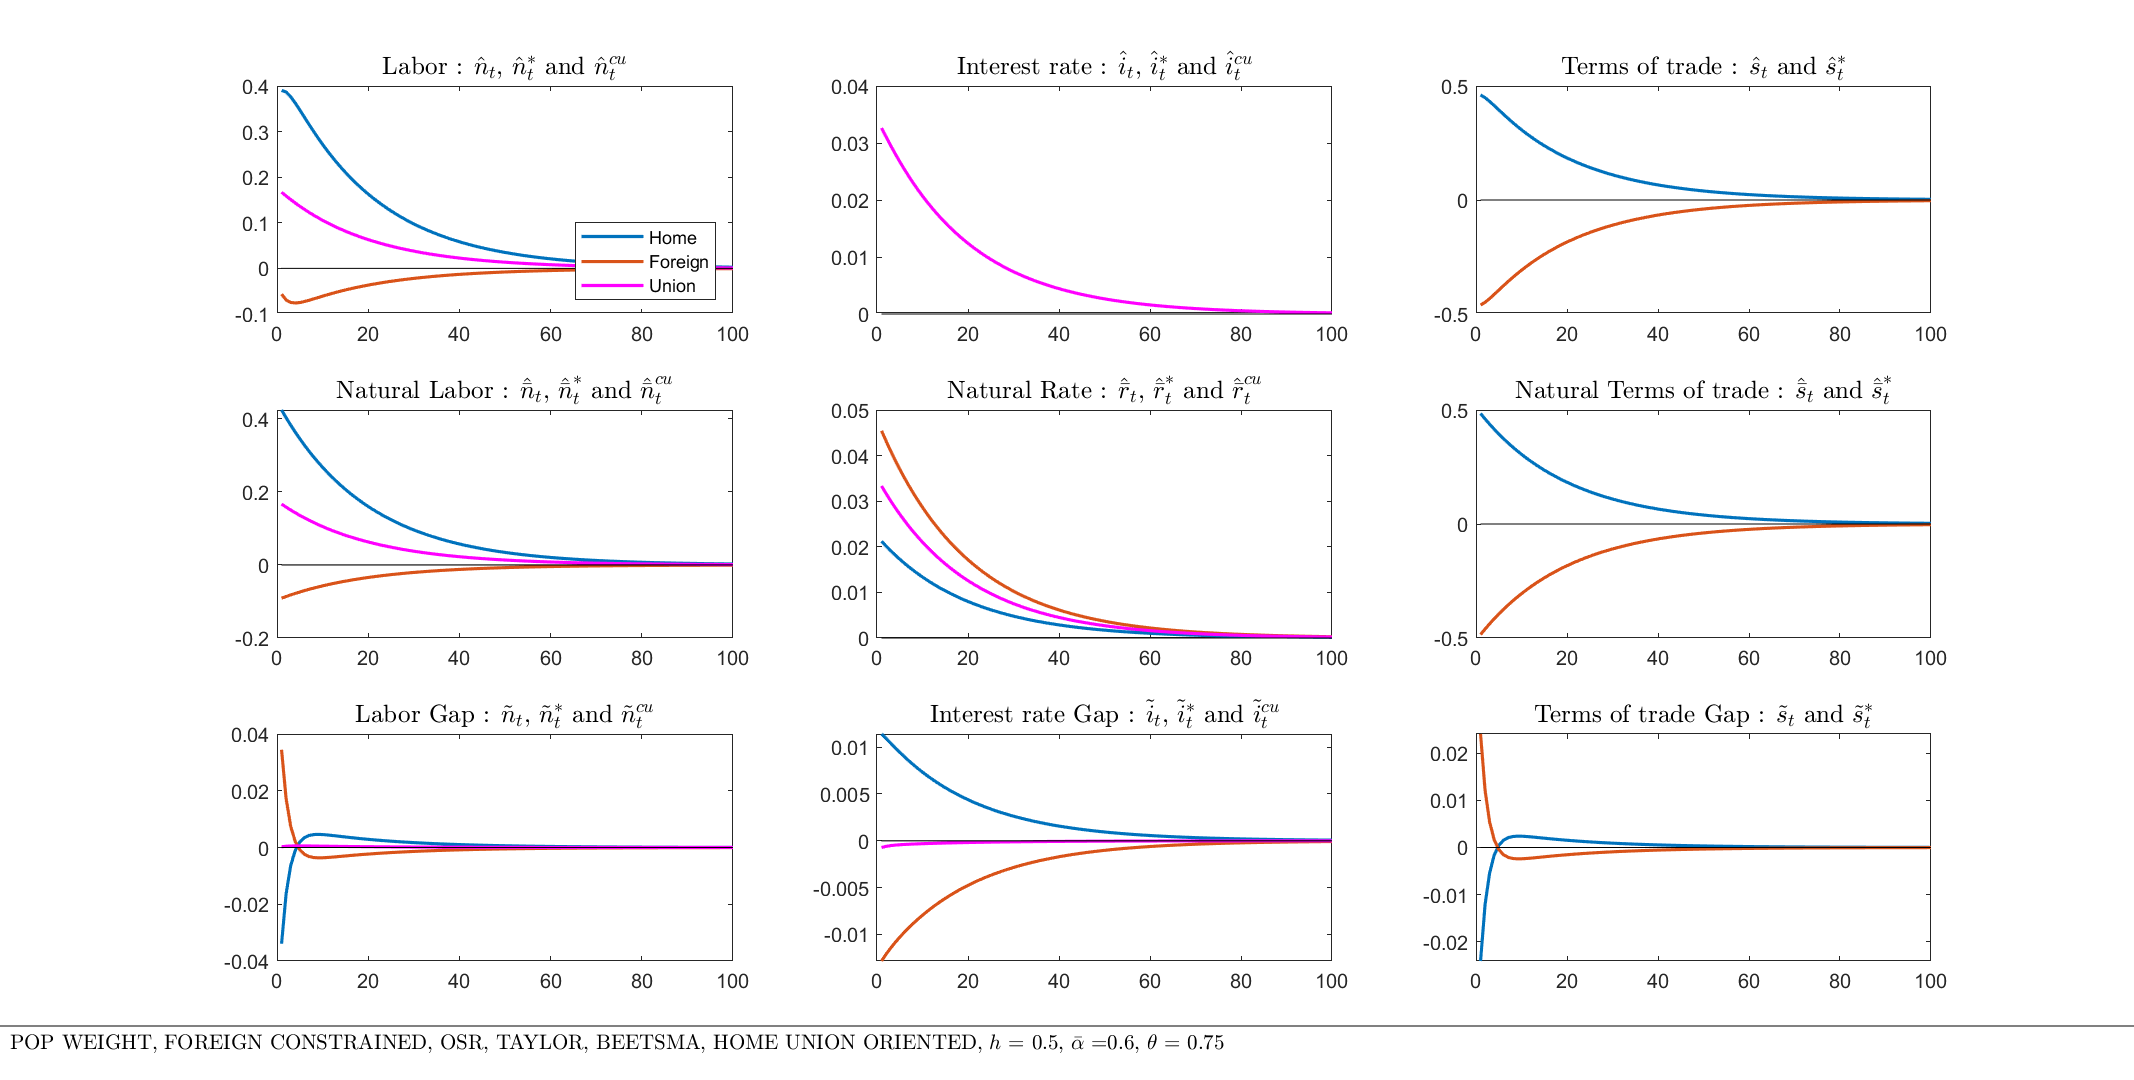 Labor : n̂ₜ, n̂ₜ* and n̂ₜᶜᵘ
0.4
0.3
0.2
0.1
0
-0.1
0 20 40 60 80 100
Home
Foreign
Union
Interest rate : îₜ, îₜ* and îₜᶜᵘ
0.04
0.03
0.02
0.01
0
0 20 40 60 80 100
Terms of trade : ŝₜ and ŝₜ*
0.5
0
-0.5
0 20 40 60 80 100
Natural Labor : n̄̂ₜ, n̄̂ₜ* and n̄̂ₜᶜᵘ
0.4
0.2
0
-0.2
0 20 40 60 80 100
Natural Rate : r̄̂ₜ, r̄̂ₜ* and r̄̂ₜᶜᵘ
0.05
0.04
0.03
0.02
0.01
0
0 20 40 60 80 100
Natural Terms of trade : s̄̂ₜ and s̄̂ₜ*
0.5
0
-0.5
0 20 40 60 80 100
Labor Gap : ñₜ, ñₜ* and ñₜᶜᵘ
0.04
0.02
0
-0.02
-0.04
0 20 40 60 80 100
Interest rate Gap : ĩₜ, ĩₜ* and ĩₜᶜᵘ
0.01
0.005
0
-0.005
-0.01
0 20 40 60 80 100
Terms of trade Gap : s̃ₜ and s̃ₜ*
0.02
0.01
0
-0.01
-0.02
0 20 40 60 80 100
POP WEIGHT, FOREIGN CONSTRAINED, OSR, TAYLOR, BEETSMA, HOME UNION ORIENTED, h = 0.5, ᾱ =0.6, θ = 0.75